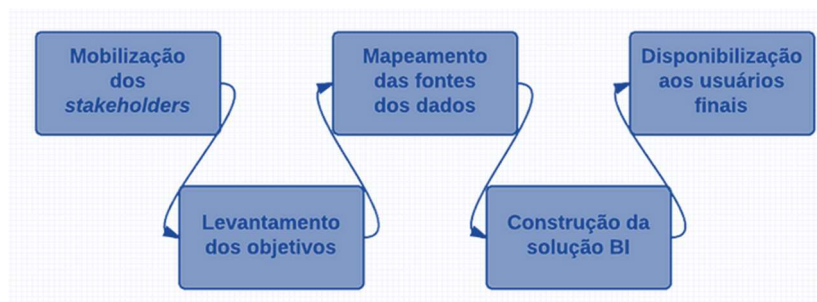 Mobilização
dos
stakeholders
Levantamento
dos objetivos
Mapeamento
das fontes
dos dados
Construção da
solução BI
Disponibilização
aos usuários
finais